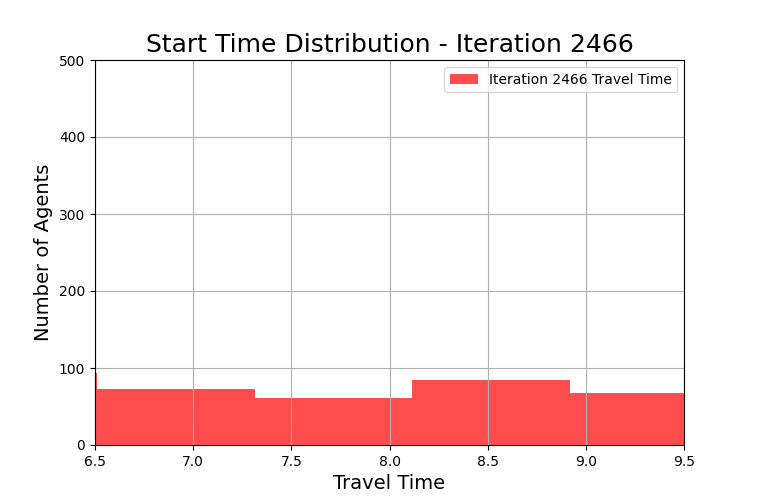 Start Time Distribution - Iteration 2466
Iteration 2466 Travel Time
Number of Agents
500
400
300
200
100
0
6.5 7.0 7.5 8.0 8.5 9.0 9.5
Travel Time